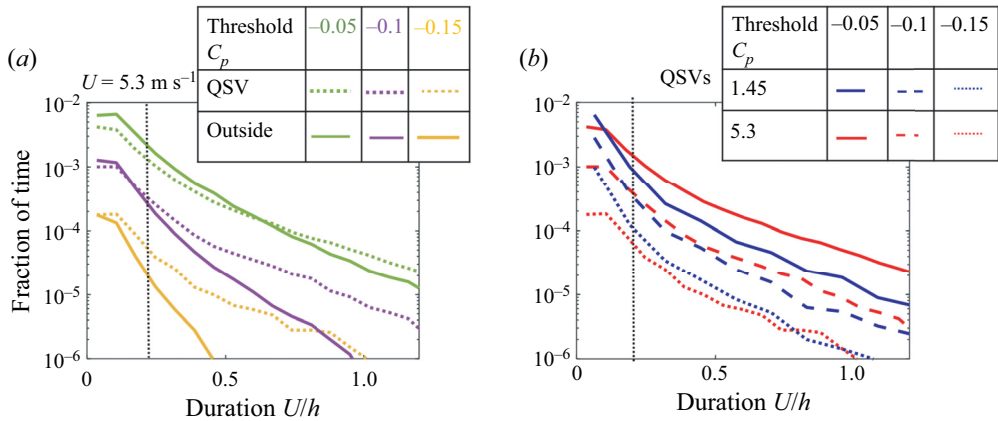 (a)
U = 5.3 m s⁻¹
Threshold Cₚ –0.05 –0.1 –0.15
QSV
Outside
Fraction of time
10⁻²
10⁻³
10⁻⁴
10⁻⁵
10⁻⁶
0 0.5 1.0
Duration U/h
(b)
QSVs
Threshold Cₚ –0.05 –0.1 –0.15
1.45
5.3
10⁻²
10⁻³
10⁻⁴
10⁻⁵
10⁻⁶
0 0.5 1.0
Duration U/h